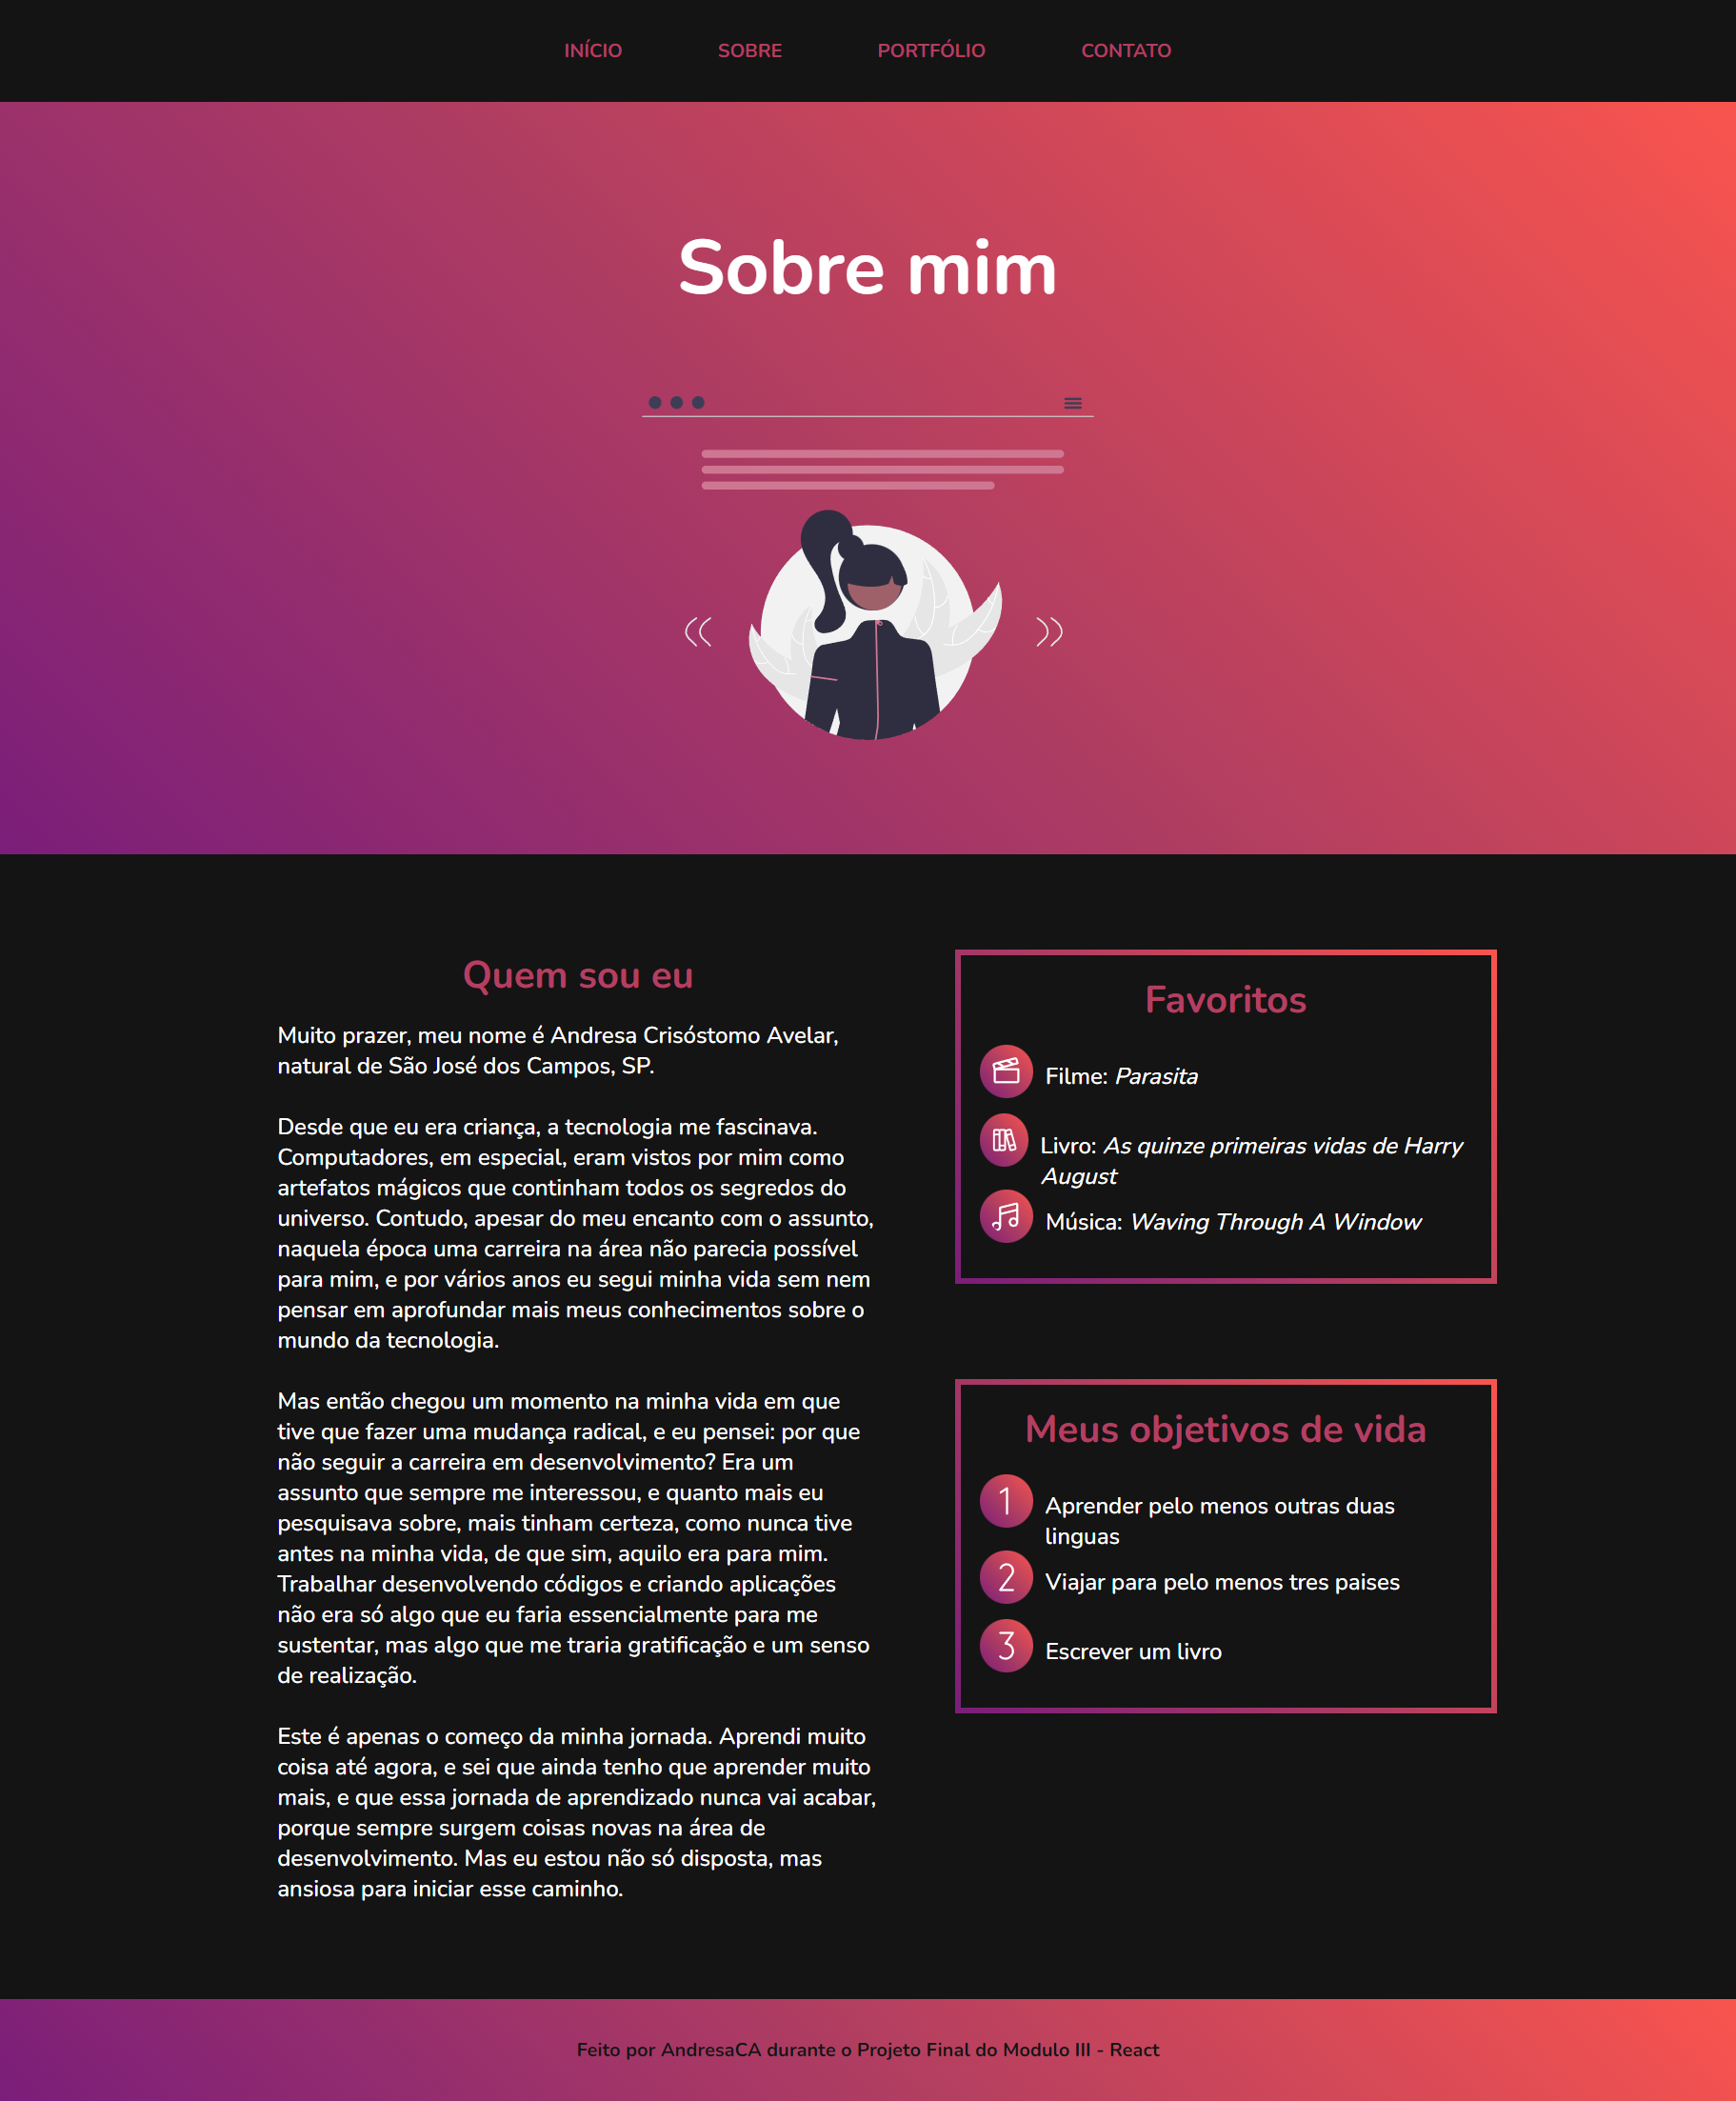 INÍCIO SOBRE PORTFÓLIO CONTATO
Sobre mim
Quem sou eu
Muito prazer, meu nome é Andresa Crisóstomo Avelar,
natural de São José dos Campos, SP.
Desde que eu era criança, a tecnologia me fascinava.
Computadores, em especial, eram vistos por mim como
artefatos mágicos que continham todos os segredos do
universo. Contudo, apesar do meu encanto com o assunto,
naquela época uma carreira na área não parecia possível
para mim, e por vários anos eu segui minha vida sem nem
pensar em aprofundar mais meus conhecimentos sobre o
mundo da tecnologia.
Mas então chegou um momento na minha vida em que
tive que fazer uma mudança radical, e eu pensei: por que
não seguir a carreira em desenvolvimento? Era um
assunto que sempre me interessou, e quanto mais eu
pesquisava sobre, mais tinham certeza, como nunca tive
antes na minha vida, de que sim, aquilo era para mim.
Trabalhar desenvolvendo códigos e criando aplicações
não era só algo que eu faria essencialmente para me
sustentar, mas algo que me traria gratificação e um senso
de realização.
Este é apenas o começo da minha jornada. Aprendi muito
coisa até agora, e sei que ainda tenho que aprender muito
mais, e que essa jornada de aprendizado nunca vai acabar,
porque sempre surgem coisas novas na área de
desenvolvimento. Mas eu estou não só disposta, mas
ansiosa para iniciar esse caminho.
Favoritos
Filme: Parasita
Livro: As quinze primeiras vidas de Harry
August
Música: Waving Through A Window
Meus objetivos de vida
1 Aprender pelo menos outras duas
linguas
2 Viajar para pelo menos tres paises
3 Escrever um livro
Feito por AndresaCA durante o Projeto Final do Modulo III - React